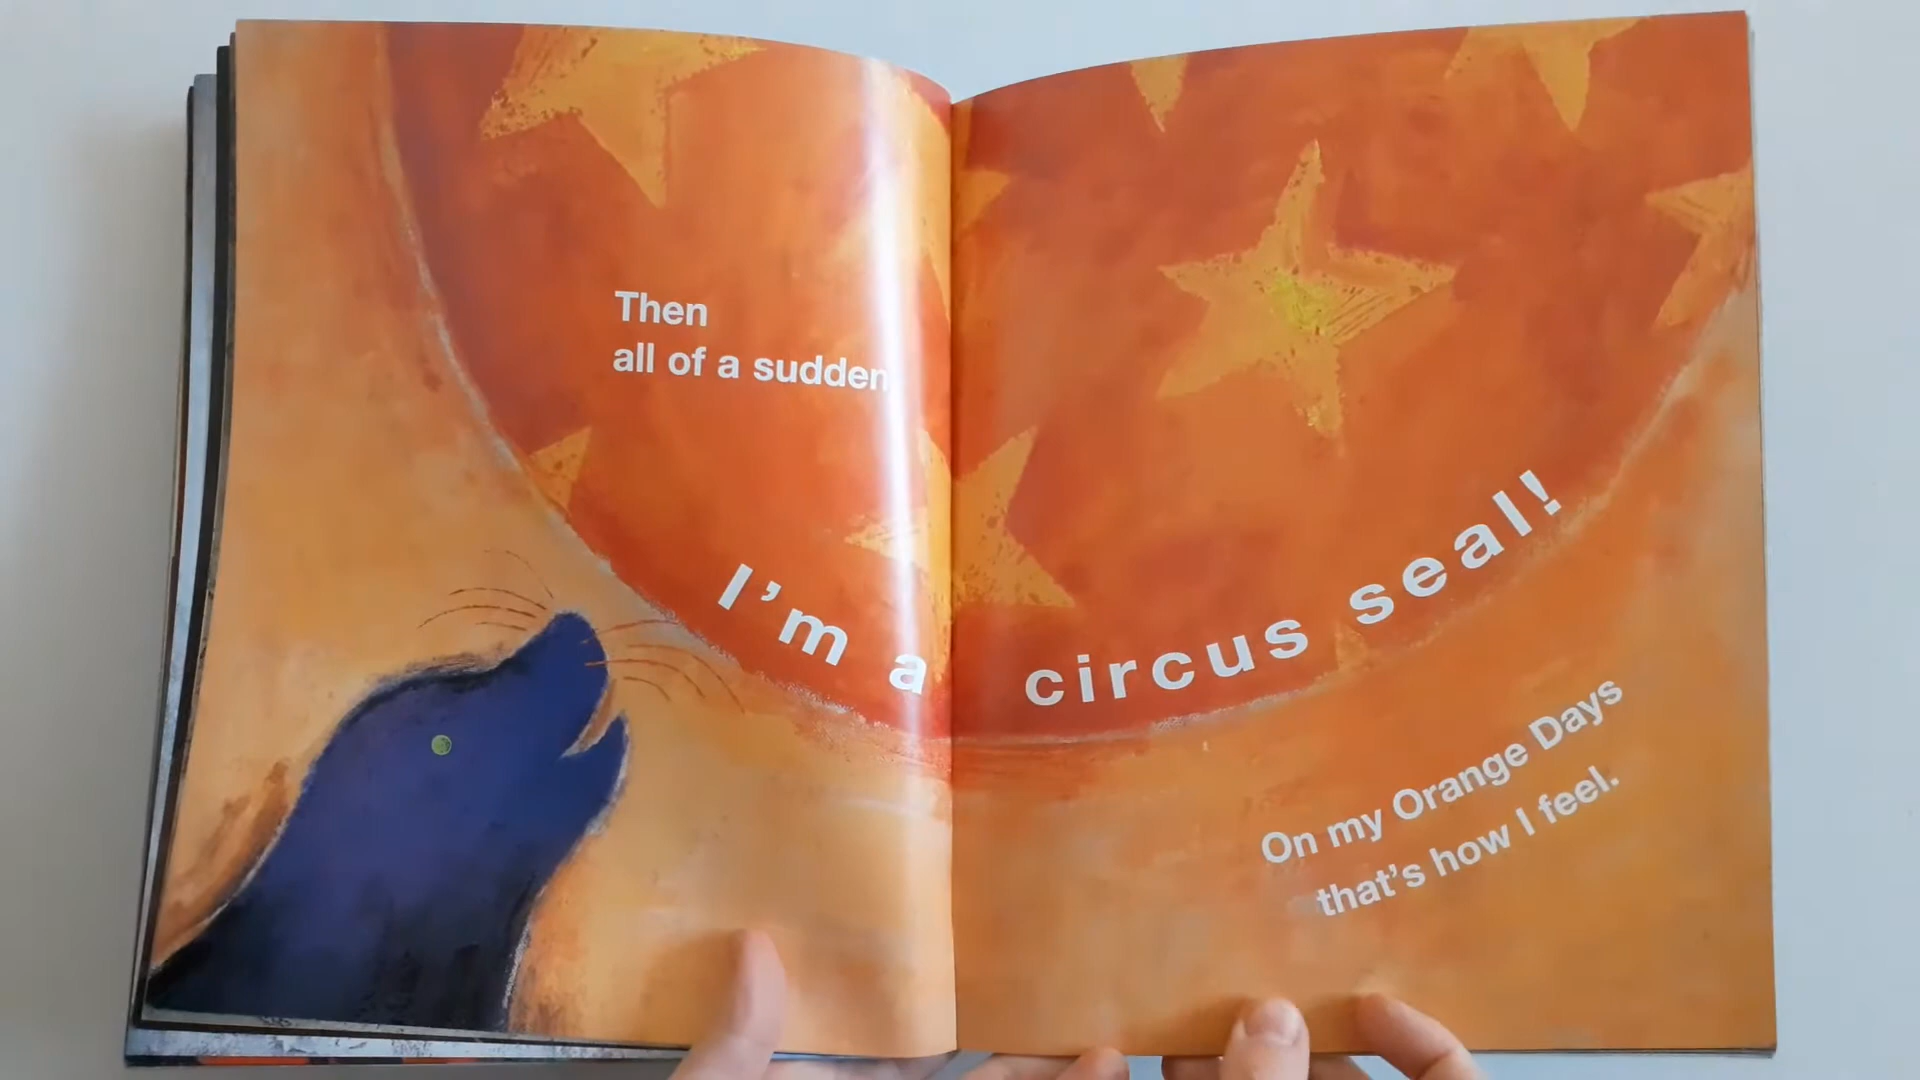 Then
all of a sudden
I'm a circus seal!
On my Orange Days
that's how I feel.